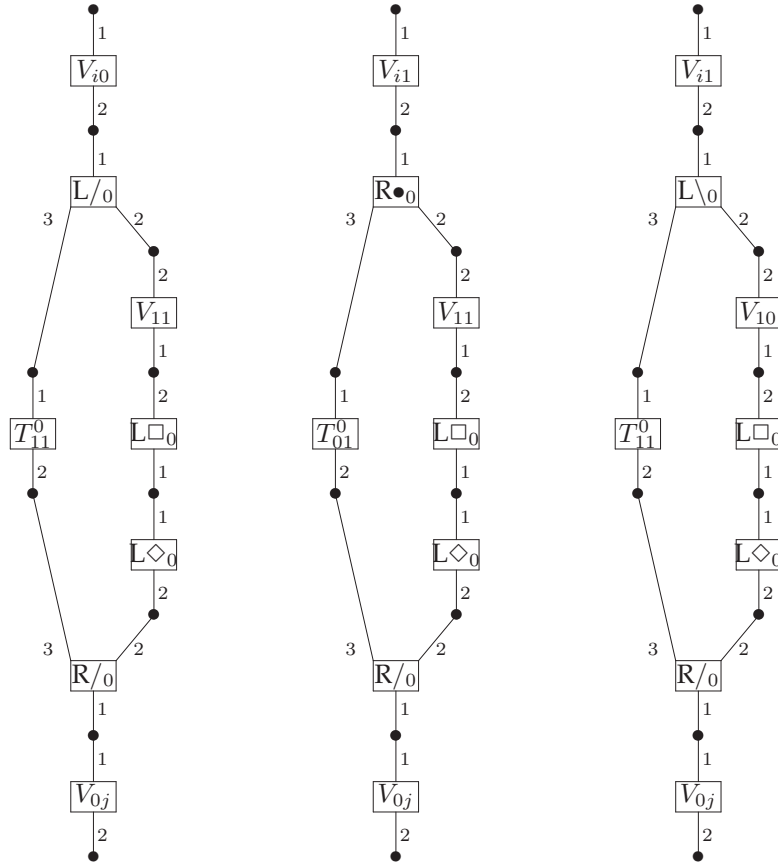 1 1 1
V_{i0} V_{i1} V_{i1}
2 2 2
1 1 1
L/_0 R●_0 L\_0
3 2 3 2 3 2
2 2 2
V_{11} V_{11} V_{10}
1 1 1
1 2 1 2 1 2
T^0_{11} L□_0 T^0_{01} L□_0 T^0_{11} L□_0
2 1 2 1 2 1
1 1 1
L◇_0 L◇_0 L◇_0
2 2 2
3 2 3 2 3 2
R/_0 R/_0 R/_0
1 1 1
1 1 1
V_{0j} V_{0j} V_{0j}
2 2 2